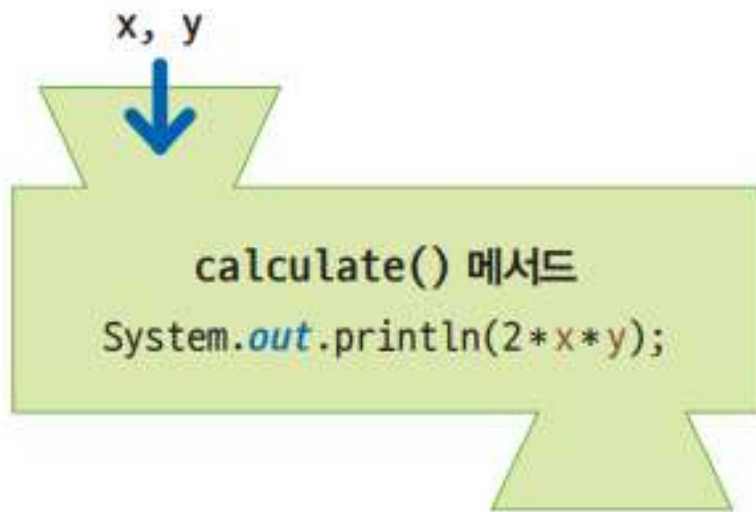 x, y
calculate() 메서드
System.out.println(2*x*y);